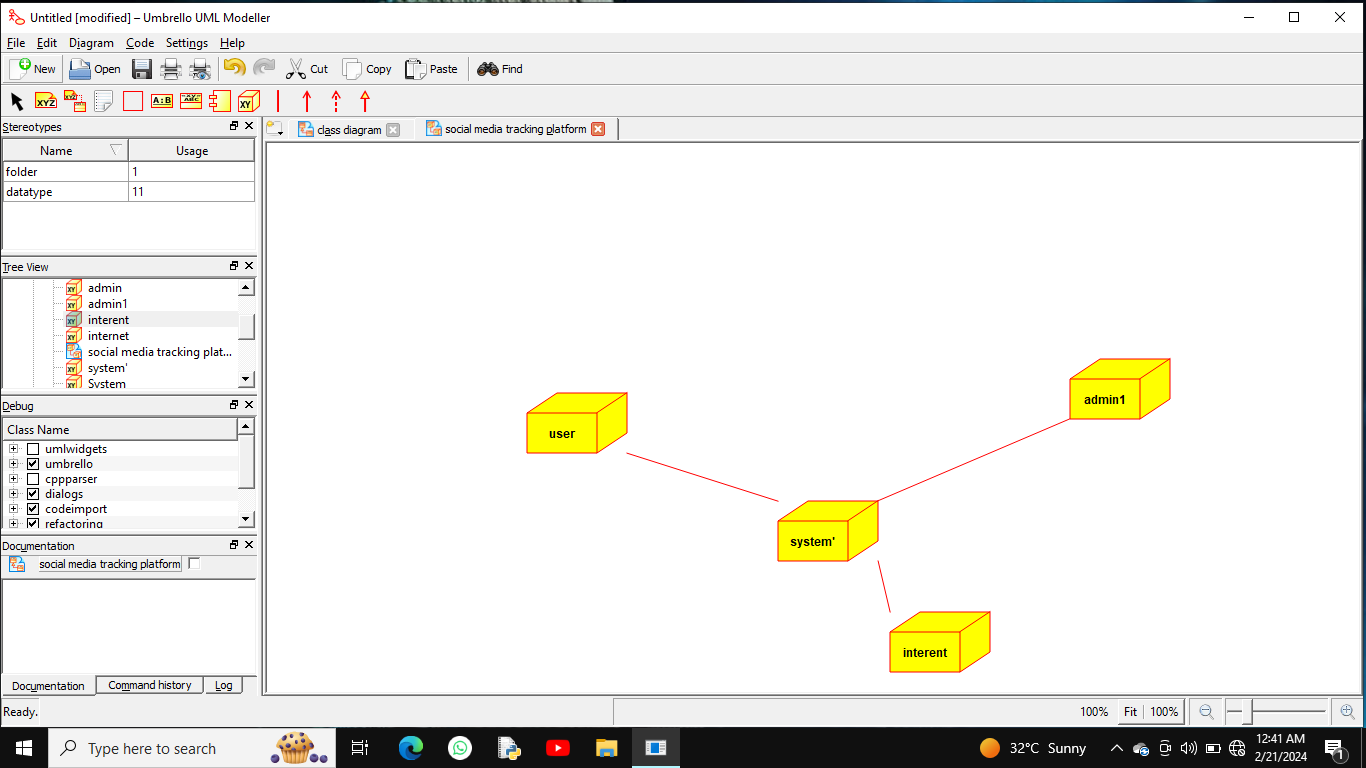 Untitled [modified] – Umbrello UML Modeller
File Edit Diagram Code Settings Help
New Open Cut Copy Paste Find
XYZ XYZ A:B XYZ ABC XY
Stereotypes
Name Usage
folder 1
datatype 11
Tree View
admin
admin1
interent
internet
social media tracking plat...
system'
System
Debug
Class Name
umlwidgets
umbrello
cppparser
dialogs
codeimport
refactoring
Documentation
social media tracking platform
Documentation Command history Log
class diagram social media tracking platform
user
admin1
system'
interent
Ready.
100% Fit 100%
Type here to search
32°C Sunny
12:41 AM
2/21/2024
1